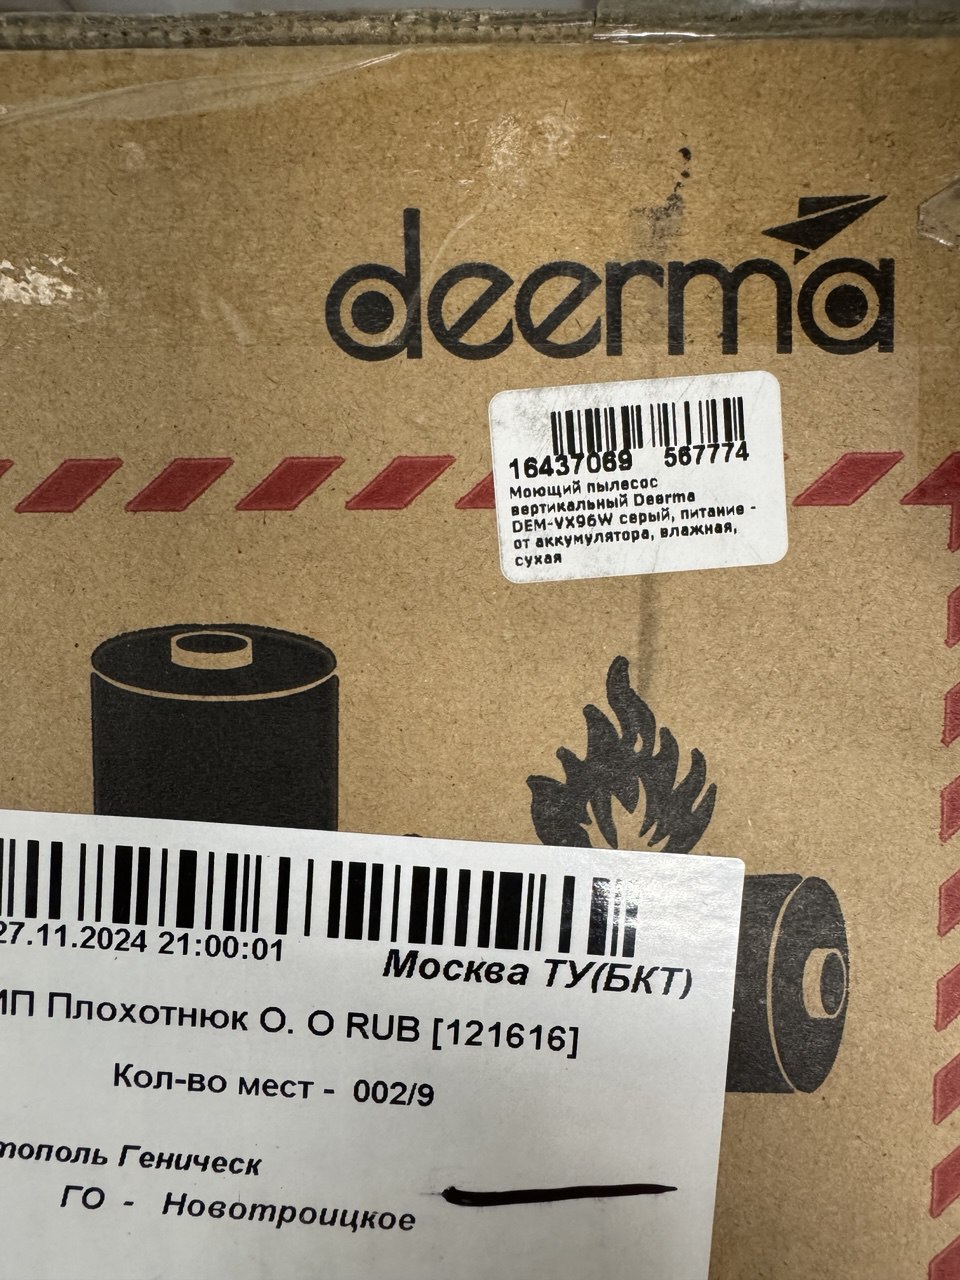 deerma
16437069 567774
Моющий пылесос
вертикальный Deerma
DEM-VX96W серый, питание -
от аккумулятора, влажная,
сухая
27.11.2024 21:00:01
Москва ТУ(БКТ)
ИП Плохотнюк О. О RUB [121616]
Кол-во мест - 002/9
тополь Геническ
ГО - Новотроицкое